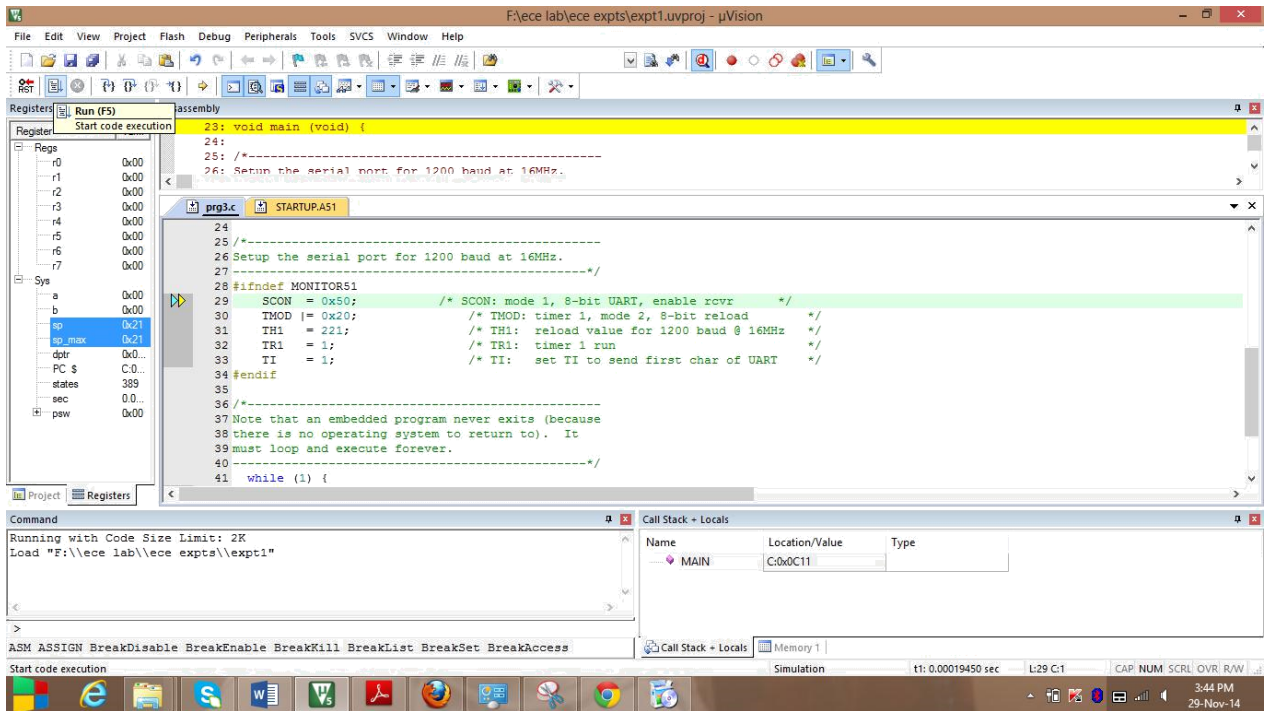 F:\ece lab\ece expts\expt1.uvproj - µVision
File Edit View Project Flash Debug Peripherals Tools SVCS Window Help
RST
Registers
Run (F5)
Start code execution
assembly
Register
23: void main (void) {
24:
25: /*------------------------------------------------
26: Setup the serial port for 1200 baud at 16MHz.
Regs
r0 0x00
r1 0x00
r2 0x00
r3 0x00
r4 0x00
r5 0x00
r6 0x00
r7 0x00
Sys
a 0x00
b 0x00
sp 0x21
sp_max 0x21
dptr 0x0...
PC $ C:0...
states 389
sec 0.0...
psw 0x00
Project Registers
prg3.c STARTUP.A51
24
25 /*------------------------------------------------
26 Setup the serial port for 1200 baud at 16MHz.
27 ------------------------------------------------*/
28 #ifndef MONITOR51
29 SCON = 0x50; /* SCON: mode 1, 8-bit UART, enable rcvr */
30 TMOD |= 0x20; /* TMOD: timer 1, mode 2, 8-bit reload */
31 TH1 = 221; /* TH1: reload value for 1200 baud @ 16MHz */
32 TR1 = 1; /* TR1: timer 1 run */
33 TI = 1; /* TI: set TI to send first char of UART */
34 #endif
35
36 /*------------------------------------------------
37 Note that an embedded program never exits (because
38 there is no operating system to return to). It
39 must loop and execute forever.
40 ------------------------------------------------*/
41 while (1) {
Command
Running with Code Size Limit: 2K
Load "F:\\ece lab\\ece expts\\expt1"
>
ASM ASSIGN BreakDisable BreakEnable BreakKill BreakList BreakSet BreakAccess
Call Stack + Locals
Name Location/Value Type
MAIN C:0x0C11
Call Stack + Locals Memory 1
Start code execution Simulation t1: 0.00019450 sec L:29 C:1 CAP NUM SCRL OVR R/W
3:44 PM
29-Nov-14